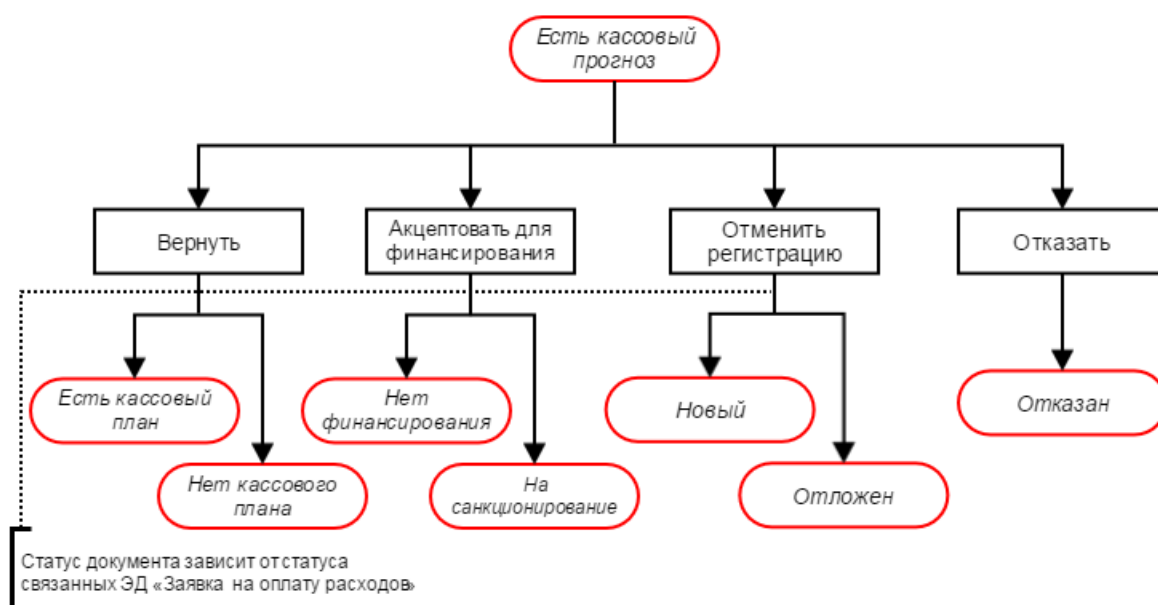 Есть кассовый
прогноз
Вернуть
Акцептовать для
финансирования
Отменить
регистрацию
Отказать
Есть кассовый
план
Нет
финансирования
Новый
Отказан
Нет кассового
плана
На
санкционирование
Отложен
Статус документа зависит от статуса
связанных ЭД «Заявка на оплату расходов»